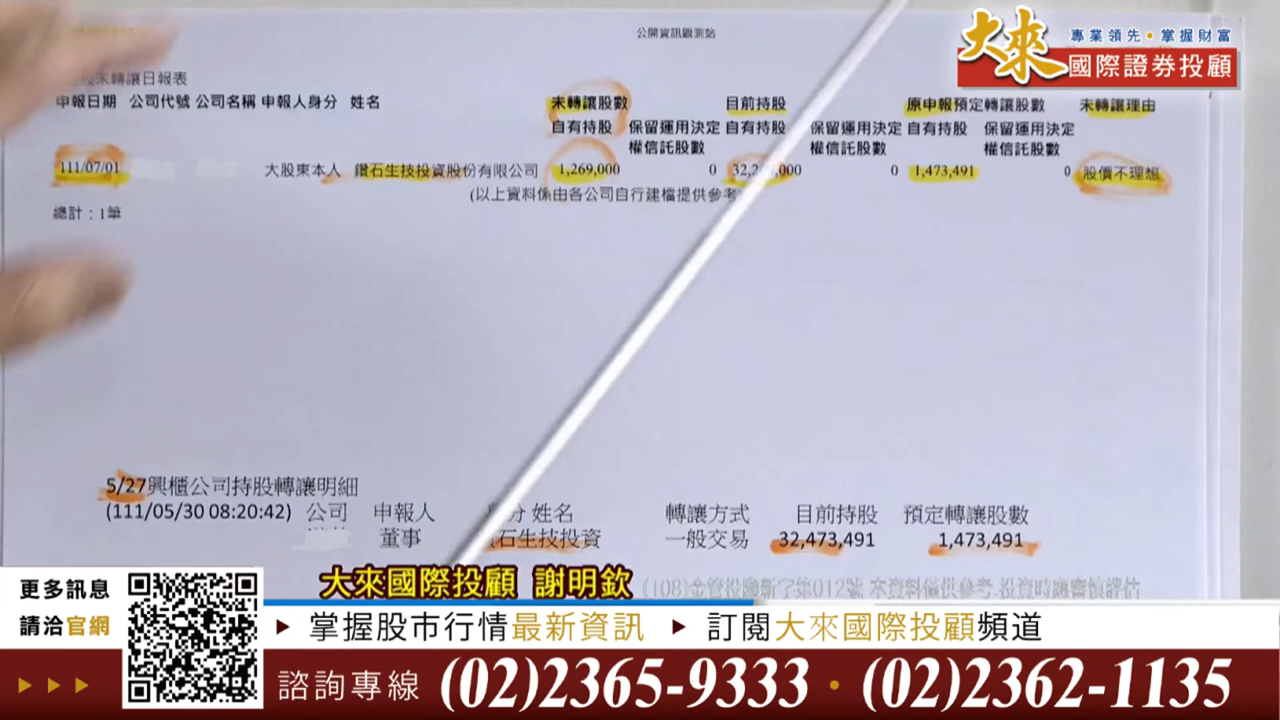 公開資訊觀測站
大來
專業領先•掌握財富
國際證券投顧
未轉讓日報表
申報日期 公司代號 公司名稱 申報人身分 姓名 未轉讓股數 目前持股 原申報預定轉讓股數 未轉讓理由
自有持股 保留運用決定權信託股數 自有持股 保留運用決定權信託股數 自有持股 保留運用決定權信託股數
111/07/01 大股東本人 鑽石生技投資股份有限公司 1,269,000 0 0 1,473,491 0 股價不理想
(以上資料係由各公司自行建檔提供參考
總計：1筆
5/27興櫃公司持股轉讓明細
(111/05/30 08:20:42) 公司 申報人 姓名 轉讓方式 目前持股 預定轉讓股數
董事 石生技投資 一般交易 32,473,491 1,473,491
大來國際投顧 謝明欽
(108)金管投顧新字第012號 本資料僅供參考 投資時應審慎評估
更多訊息
請洽官網
掌握股市行情最新資訊 訂閱大來國際投顧頻道
諮詢專線 (02)2365-9333 • (02)2362-1135